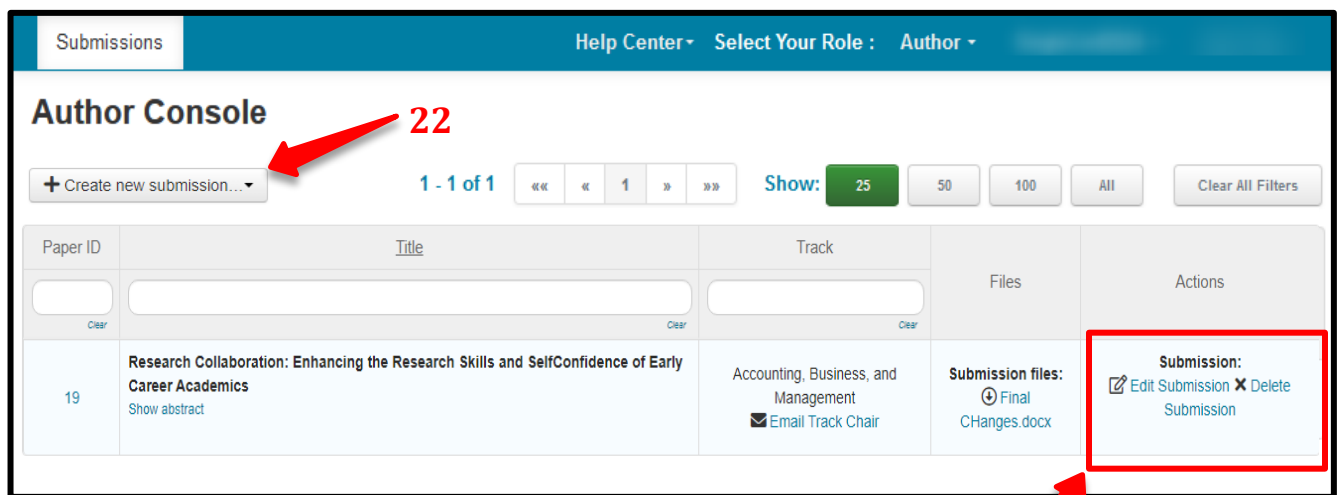 Submissions
Help Center
Select Your Role :
Author
Author Console
22
+ Create new submission...
1 - 1 of 1
«« « 1 » »»
Show:
25
50
100
All
Clear All Filters
Paper ID
Title
Track
Files
Actions
Clear
Clear
Clear
19
Research Collaboration: Enhancing the Research Skills and SelfConfidence of Early
Career Academics
Show abstract
Accounting, Business, and
Management
Email Track Chair
Submission files:
Final
CHanges.docx
Submission:
Edit Submission Delete
Submission